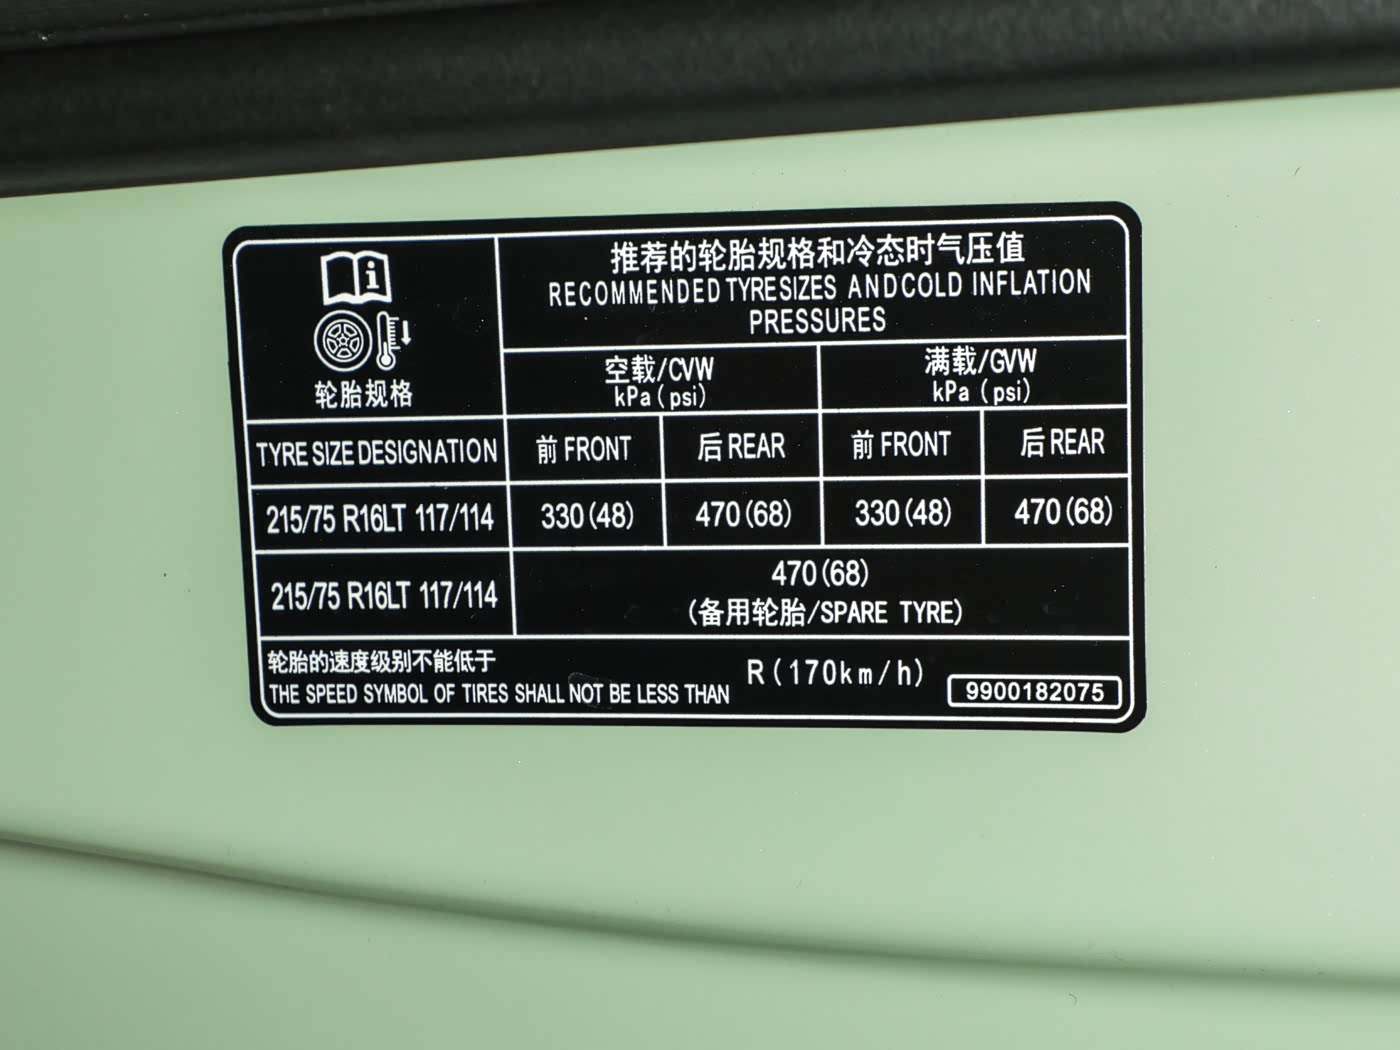 推荐的轮胎规格和冷态时气压值
RECOMMENDED TYRESIZES ANDCOLD INFLATION
PRESSURES
轮胎规格
空载/CVW
kPa(psi)
满载/GVW
kPa(psi)
TYRE SIZE DESIGNATION
前 FRONT
后 REAR
前 FRONT
后 REAR
215/75 R16LT 117/114
330(48)
470(68)
330(48)
470(68)
215/75 R16LT 117/114
470(68)
(备用轮胎/SPARE TYRE)
轮胎的速度级别不能低于
THE SPEED SYMBOL OF TIRES SHALL NOT BE LESS THAN
R(170km/h)
9900182075